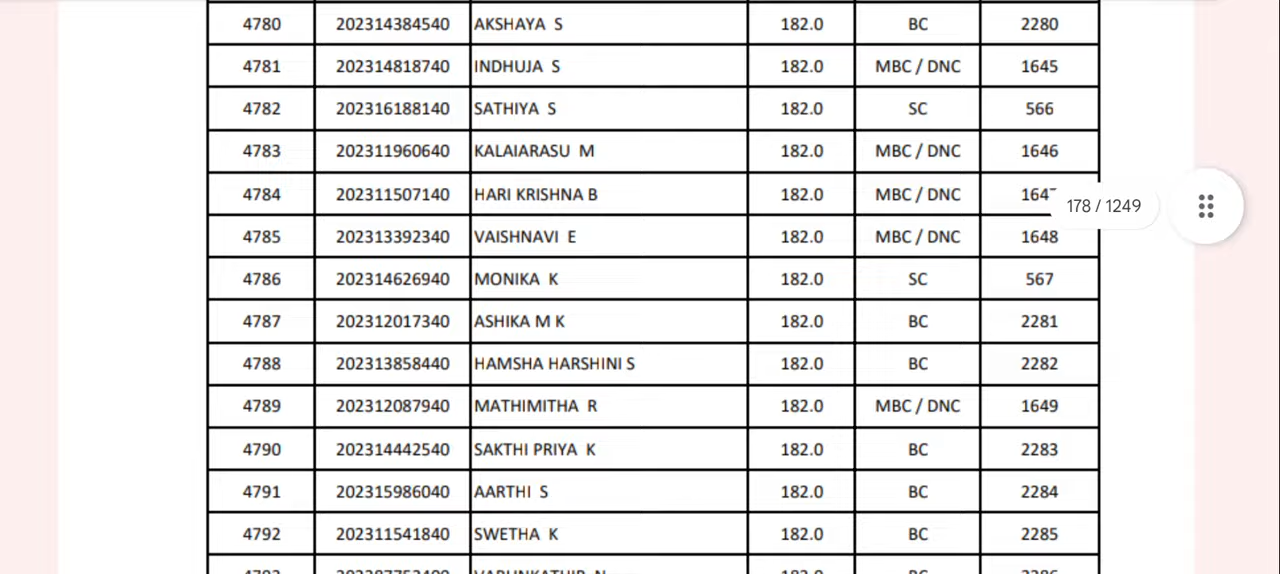 4780 202314384540 AKSHAYA S 182.0 BC 2280
4781 202314818740 INDHUJA S 182.0 MBC / DNC 1645
4782 202316188140 SATHIYA S 182.0 SC 566
4783 202311960640 KALAIARASU M 182.0 MBC / DNC 1646
4784 202311507140 HARI KRISHNA B 182.0 MBC / DNC
178 / 1249
4785 202313392340 VAISHNAVI E 182.0 MBC / DNC 1648
4786 202314626940 MONIKA K 182.0 SC 567
4787 202312017340 ASHIKA M K 182.0 BC 2281
4788 202313858440 HAMSHA HARSHINI S 182.0 BC 2282
4789 202312087940 MATHIMITHA R 182.0 MBC / DNC 1649
4790 202314442540 SAKTHI PRIYA K 182.0 BC 2283
4791 202315986040 AARTHI S 182.0 BC 2284
4792 202311541840 SWETHA K 182.0 BC 2285